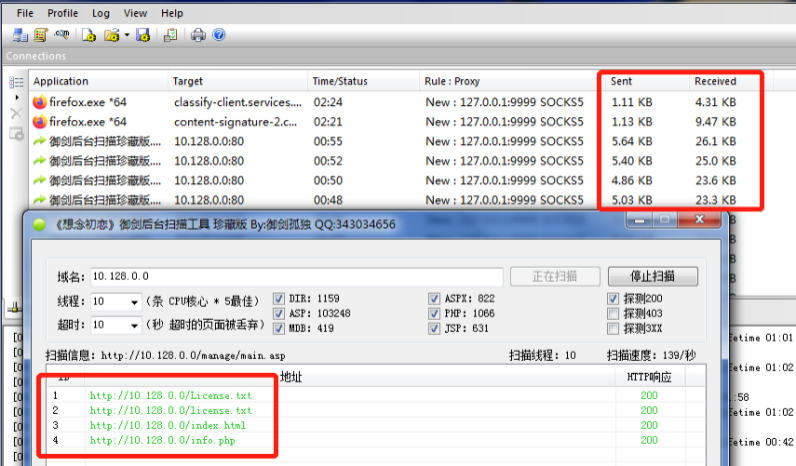 File Profile Log View Help
Connections
Application Target Time/Status Rule : Proxy Sent Received
firefox.exe *64 classify-client.services.... 02:24 New : 127.0.0.1:9999 SOCKS5 1.11 KB 4.31 KB
firefox.exe *64 content-signature-2.c... 02:21 New : 127.0.0.1:9999 SOCKS5 1.13 KB 9.47 KB
御剑后台扫描珍藏版.... 10.128.0.0:80 00:55 New : 127.0.0.1:9999 SOCKS5 5.64 KB 26.1 KB
御剑后台扫描珍藏版.... 10.128.0.0:80 00:52 New : 127.0.0.1:9999 SOCKS5 5.40 KB 25.0 KB
御剑后台扫描珍藏版.... 10.128.0.0:80 00:50 New : 127.0.0.1:9999 SOCKS5 4.86 KB 23.6 KB
御剑后台扫描珍藏版.... 10.128.0.0:80 00:48 New : 127.0.0.1:9999 SOCKS5 5.03 KB 23.3 KB
《想念初恋》御剑后台扫描工具 珍藏版 By:御剑孤独 QQ:343034656
域名: 10.128.0.0 正在扫描 停止扫描
线程: 10 (条 CPU核心 * 5最佳) DIR: 1159 ASPX: 822 探测200
ASP: 103248 PHP: 1066 探测403
超时: 10 (秒 超时的页面被丢弃) MDB: 419 JSP: 631 探测3XX
扫描信息: http://10.128.0.0/manage/main.asp 扫描线程: 10 扫描速度: 139/秒
ID 地址 HTTP响应
1 http://10.128.0.0/License.txt 200
2 http://10.128.0.0/license.txt 200
3 http://10.128.0.0/index.html 200
4 http://10.128.0.0/info.php 200
etime 01:01
etime 01:02
:58
etime 01:02
etime 00:42